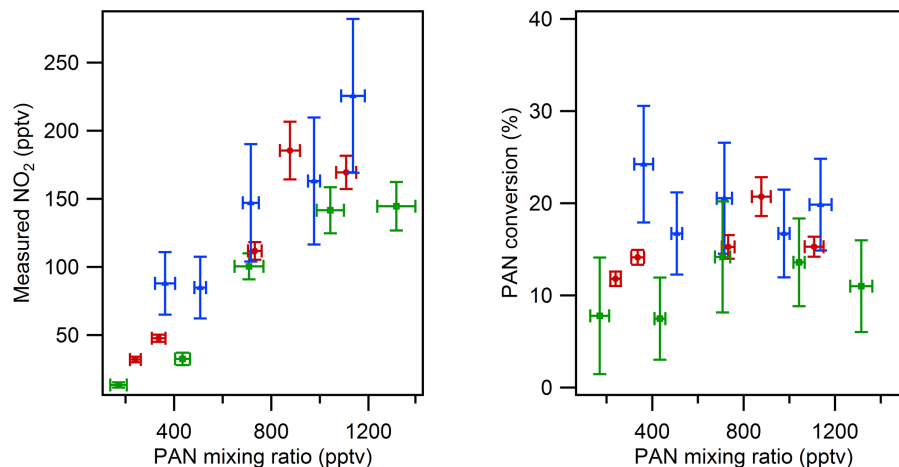 250
200
150
100
50
Measured NO₂ (pptv)
400 800 1200
PAN mixing ratio (pptv)
40
30
20
10
0
PAN conversion (%)
400 800 1200
PAN mixing ratio (pptv)